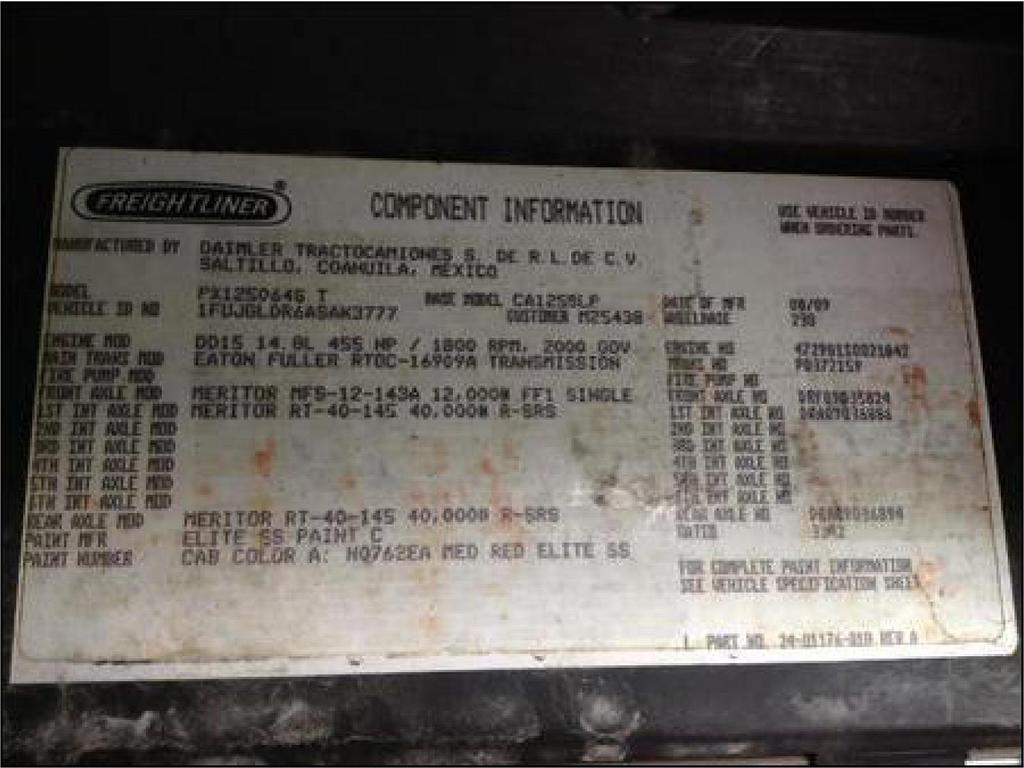 FREIGHTLINER ®
COMPONENT INFORMATION
USE VEHICLE ID NUMBER
WHEN ORDERING PARTS.
MANUFACTURED BY DAIMLER TRACTOCAMIONES S. DE R.L.DE C.V.
SALTILLO, COAHUILA, MEXICO
MODEL PX125064S T BASE MODEL CA125SLP DATE OF MFR 08/09
VEHICLE ID NO 1FUJGLDR6ASAK3777 CUSTOMER M25438 WHEELBASE 230
ENGINE MOD DD15 14.8L 455 HP / 1800 RPM, 2000 GOV ENGINE NO
MAIN TRANS MOD EATON FULLER RTOC-16909A TRANSMISSION TRANS NO
FIRE PUMP MOD FIRE PUMP NO
FRONT AXLE MOD MERITOR MFS-12-143A 12,000# FF1 SINGLE FRONT AXLE NO
1ST INT AXLE MOD MERITOR RT-40-145 40,000# R-SRS 1ST INT AXLE NO
2ND INT AXLE MOD 2ND INT AXLE NO
3RD INT AXLE MOD 3RD INT AXLE NO
4TH INT AXLE MOD 4TH INT AXLE NO
5TH INT AXLE MOD 5TH INT AXLE NO
6TH INT AXLE MOD 6TH INT AXLE NO
REAR AXLE MOD MERITOR RT-40-145 40,000# R-SRS REAR AXLE NO
PAINT MFR ELITE SS PAINT C RATIO
PAINT NUMBER CAB COLOR A: NQ762EA MED RED ELITE SS
FOR COMPLETE PAINT INFORMATION
SEE VEHICLE SPECIFICATION SHEET
PART NO. 24-01176-010 REV A